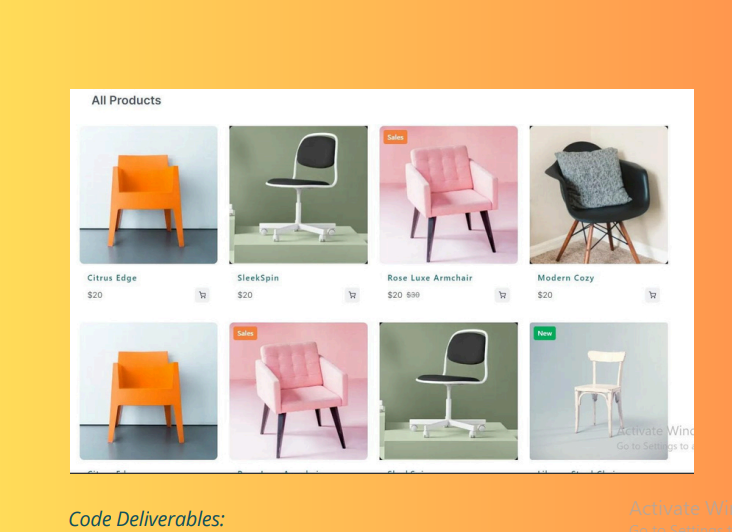 All Products
Sales
Citrus Edge
SleekSpin
Rose Luxe Armchair
Modern Cozy
$20
$20
$20 $30
$20
Sales
New
Activate Wind
Go to Settings to a
Code Deliverables:
Activate Wi
Go to Settings